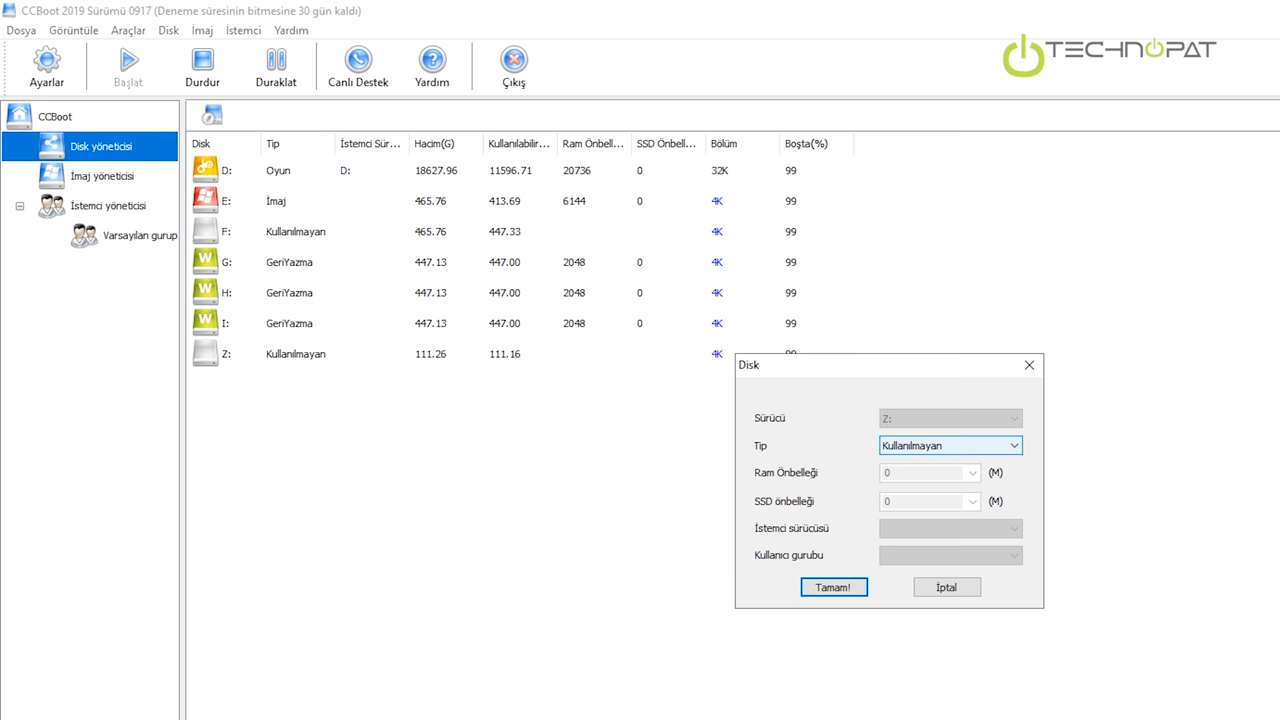 CCBoot 2019 Sürümü 0917 (Deneme süresinin bitmesine 30 gün kaldı)
Dosya Görüntüle Araçlar Disk İmaj İstemci Yardım
Ayarlar Başlat Durdur Duraklat Canlı Destek Yardım Çıkış
TECHNOPAT
CCBoot
Disk yöneticisi
İmaj yöneticisi
İstemci yöneticisi
Varsayılan gurup
Disk Tip İstemci Sür... Hacim(G) Kullanılabilir... Ram Önbell... SSD Önbell... Bölüm Boşta(%)
D: Oyun D: 18627.96 11596.71 20736 0 32K 99
E: İmaj 465.76 413.69 6144 0 4K 99
F: Kullanılmayan 465.76 447.33 4K 99
W G: GeriYazma 447.13 447.00 2048 0 4K 99
W H: GeriYazma 447.13 447.00 2048 0 4K 99
W I: GeriYazma 447.13 447.00 2048 0 4K 99
Z: Kullanılmayan 111.26 111.16 4K 99
Disk
Sürücü Z:
Tip Kullanılmayan
Ram Önbelleği 0 (M)
SSD önbelleği 0 (M)
İstemci sürücüsü
Kullanıcı gurubu
Tamam! İptal